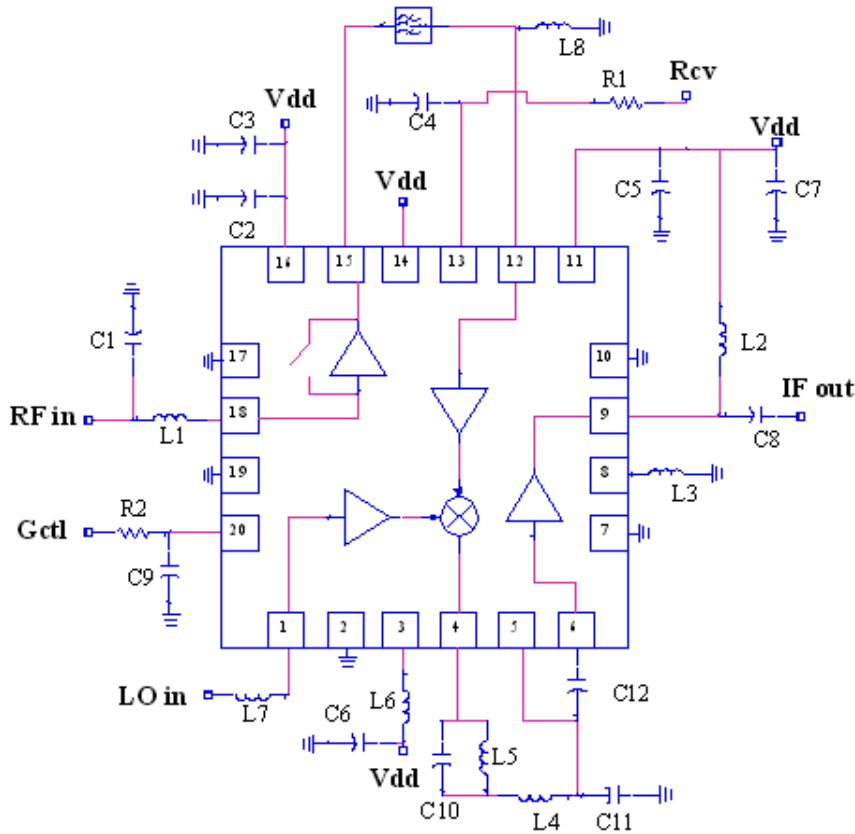 L8
R1 Rcv
C4
Vdd
C3
Vdd
C5 C7
Vdd
C2
16 15 14 13 12 11
C1
17 10
L2
RF in 18 9 IF out
L1 C8
19 8
L3
R2
Gctl 20 7
C9
1 2 3 4 5 6
LO in
L7
L6
C6
C12
Vdd
L5
C10
L4
C11